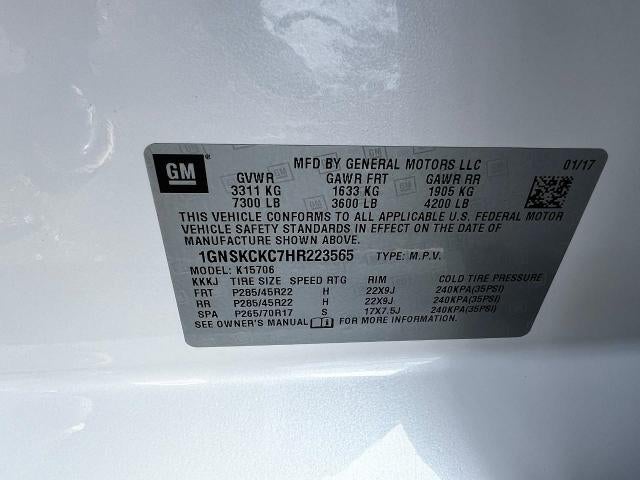 GM® MFD BY GENERAL MOTORS LLC 01/17
GVWR GAWR FRT GAWR RR
3311 KG 1633 KG 1905 KG
7300 LB 3600 LB 4200 LB
THIS VEHICLE CONFORMS TO ALL APPLICABLE U.S. FEDERAL MOTOR
VEHICLE SAFETY STANDARDS IN EFFECT ON THE DATE OF
MANUFACTURE SHOWN ABOVE.
1GNSKCKC7HR223565 TYPE: M.P.V.
MODEL: K15706
KKKJ TIRE SIZE SPEED RTG RIM COLD TIRE PRESSURE
FRT P285/45R22 H 22X9J 240KPA(35PSI)
RR P285/45R22 H 22X9J 240KPA(35PSI)
SPA P265/70R17 S 17X7.5J 240KPA(35PSI)
SEE OWNER'S MANUAL FOR MORE INFORMATION.